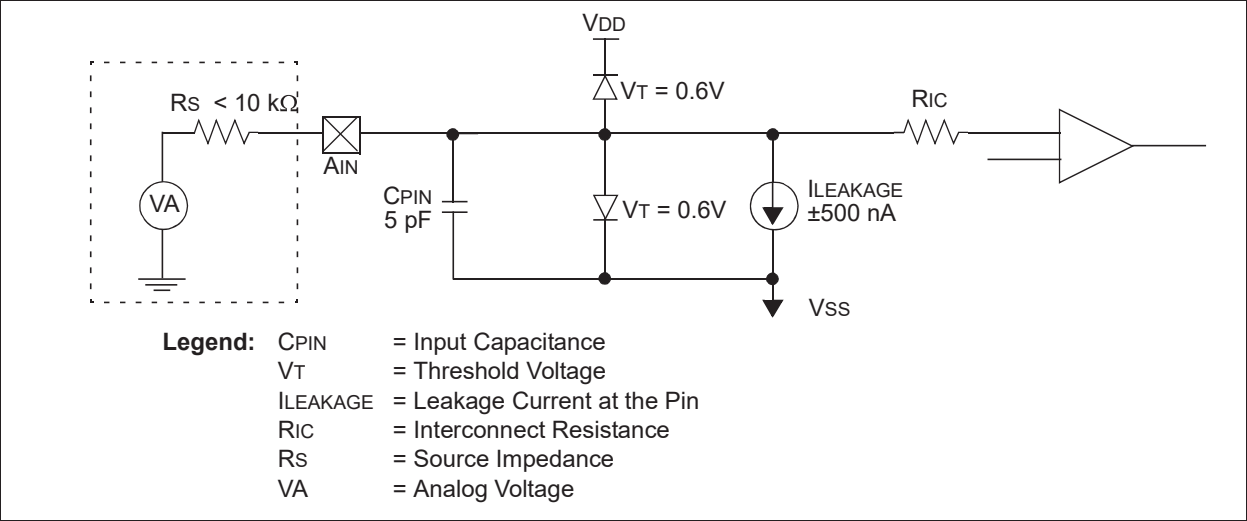 VDD
VT = 0.6V
RS < 10 kΩ
RIC
AIN
CPIN
5 pF
VA
VT = 0.6V
ILEAKAGE
±500 nA
VSS
Legend: CPIN = Input Capacitance
VT = Threshold Voltage
ILEAKAGE = Leakage Current at the Pin
RIC = Interconnect Resistance
RS = Source Impedance
VA = Analog Voltage